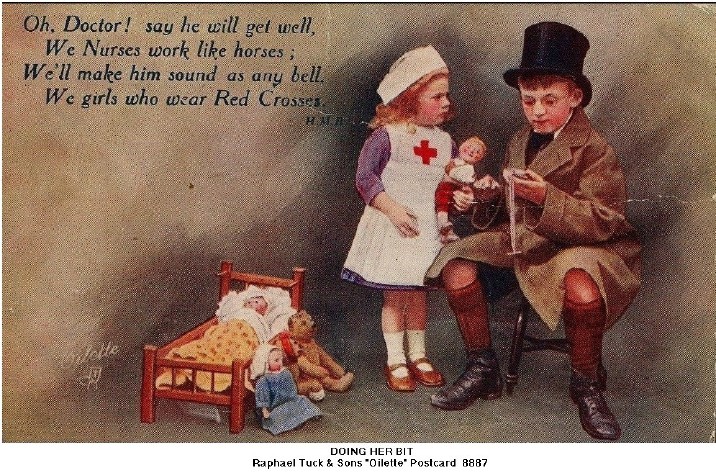 Oh, Doctor! say he will get well,
We Nurses work like horses;
We'll make him sound as any bell.
We girls who wear Red Crosses.
H.M.B.
Oilette
DOING HER BIT
Raphael Tuck & Sons "Oilette" Postcard 8887